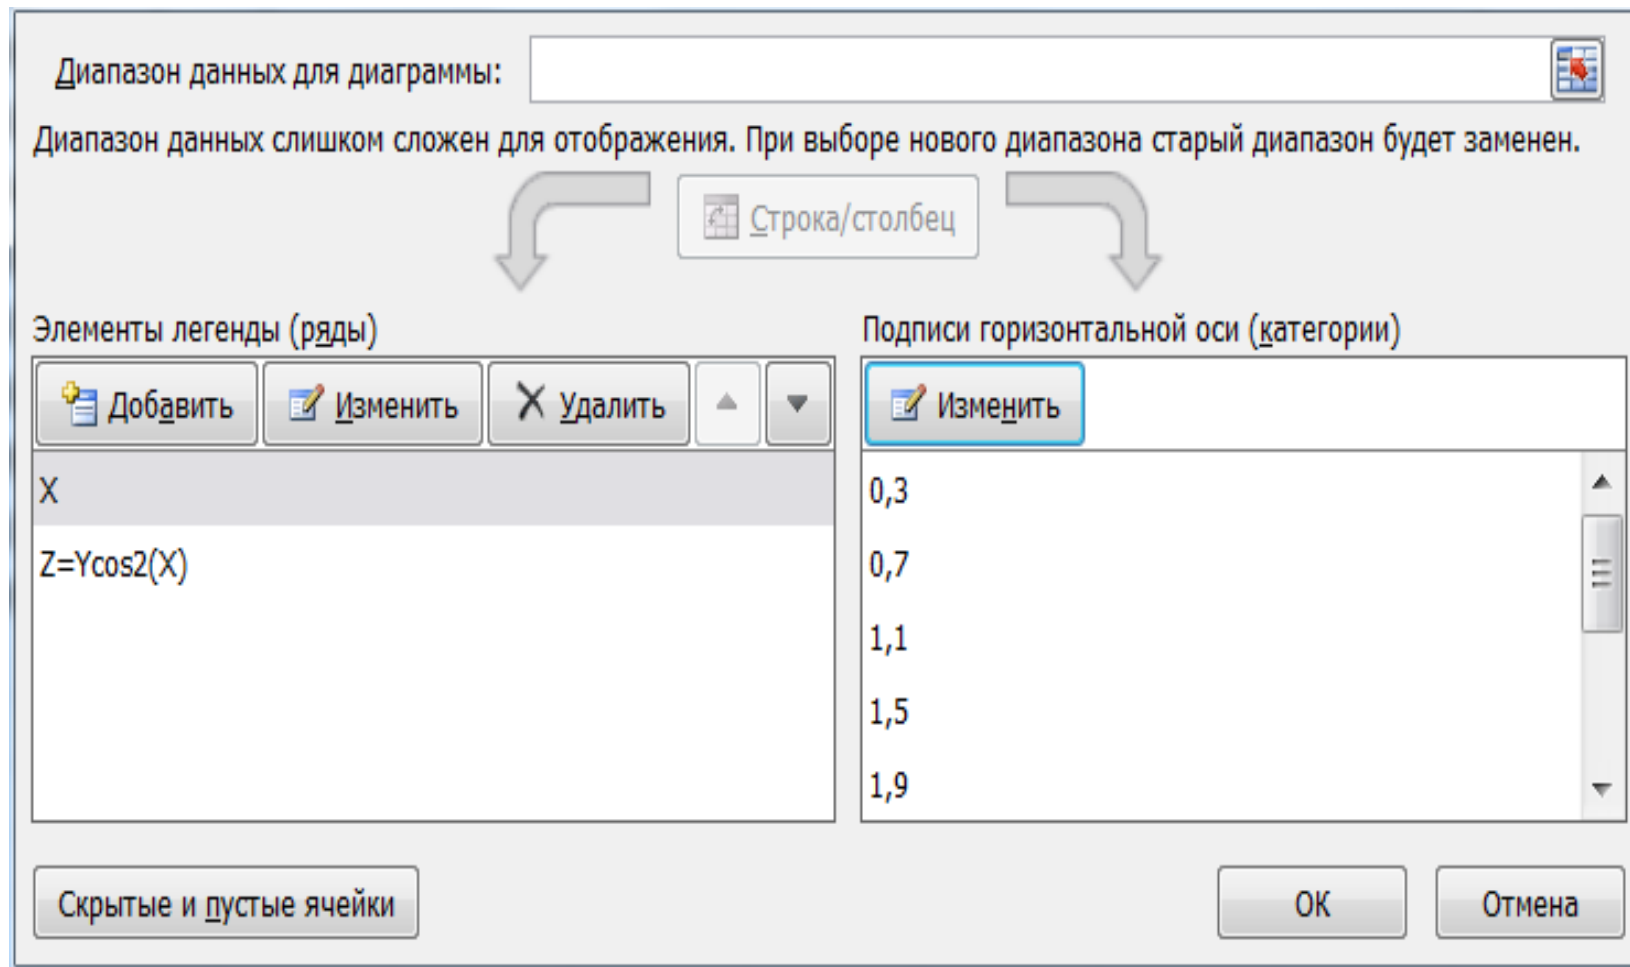 Диапазон данных для диаграммы:
Диапазон данных слишком сложен для отображения. При выборе нового диапазона старый диапазон будет заменен.
Строка/столбец
Элементы легенды (ряды)
Добавить Изменить Удалить
X
Z=Ycos2(X)
Подписи горизонтальной оси (категории)
Изменить
0,3
0,7
1,1
1,5
1,9
Скрытые и пустые ячейки
ОК
Отмена